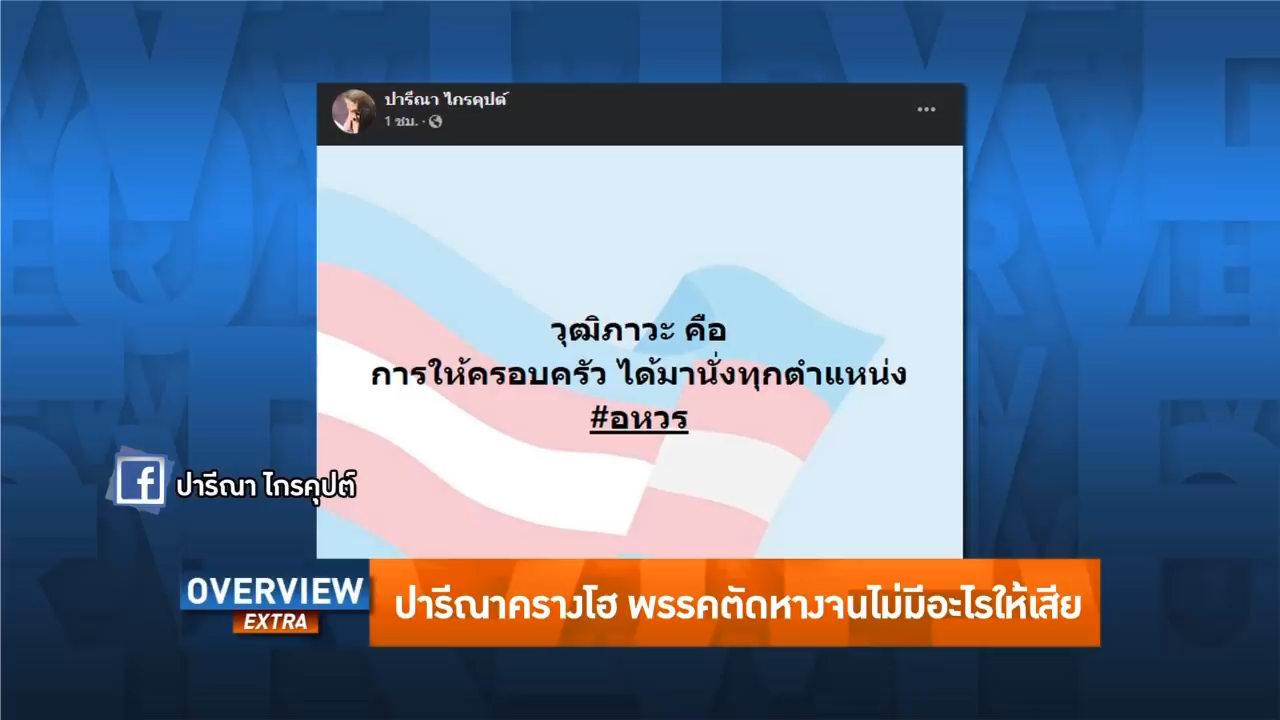 ปารีณา ไกรคุปต์
1 ชม.
วุฒิภาวะ คือ
การให้ครอบครัว ได้มานั่งทุกตำแหน่ง
#อหวร
f ปารีณา ไกรคุปต์
OVERVIEW
EXTRA
ปารีณาครางโฮ พรรคตัดหางจนไม่มีอะไรให้เสีย